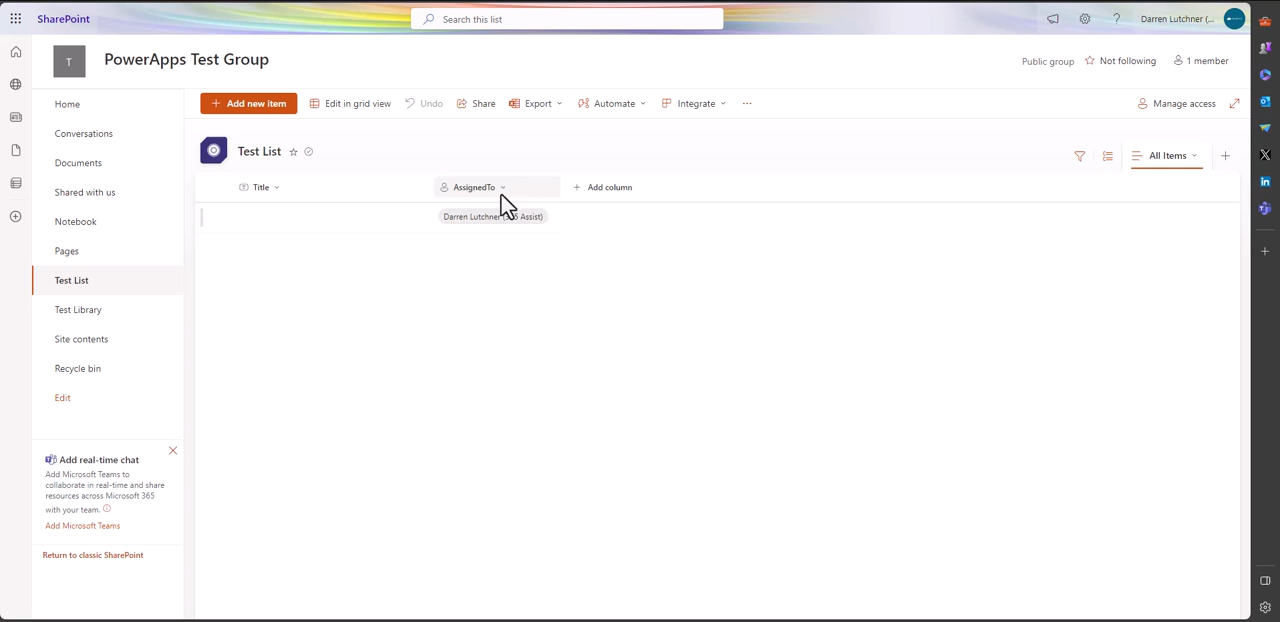 SharePoint
Search this list
Darren Lutchner (...
T
PowerApps Test Group
Public group
Not following
1 member
Home
Conversations
Documents
Shared with us
Notebook
Pages
Test List
Test Library
Site contents
Recycle bin
Edit
Add new item
Edit in grid view
Undo
Share
Export
Automate
Integrate
...
Manage access
Test List
All Items
Title
AssignedTo
Add column
Darren Lutchner Assist)
Add real-time chat
Add Microsoft Teams to
collaborate in real-time and share
resources across Microsoft 365
with your team.
Add Microsoft Teams
Return to classic SharePoint